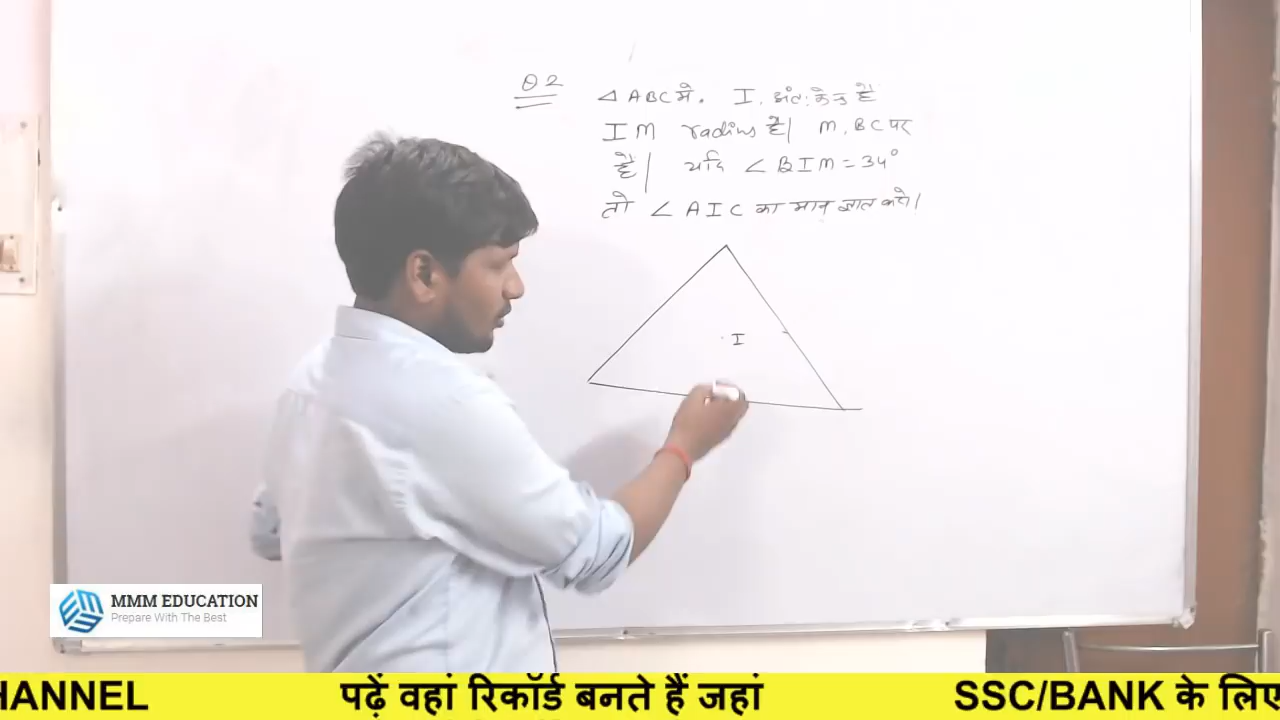 Q2 △ABC मे. I. अंतः केन्द्र है
IM radius है| M. BC पर
है| यदि ∠BIM = 34°
तो ∠AIC का मान ज्ञात करो।
I
MMM EDUCATION
Prepare With The Best
HANNEL पढ़ें वहां रिकॉर्ड बनते हैं जहां SSC/BANK के लिए